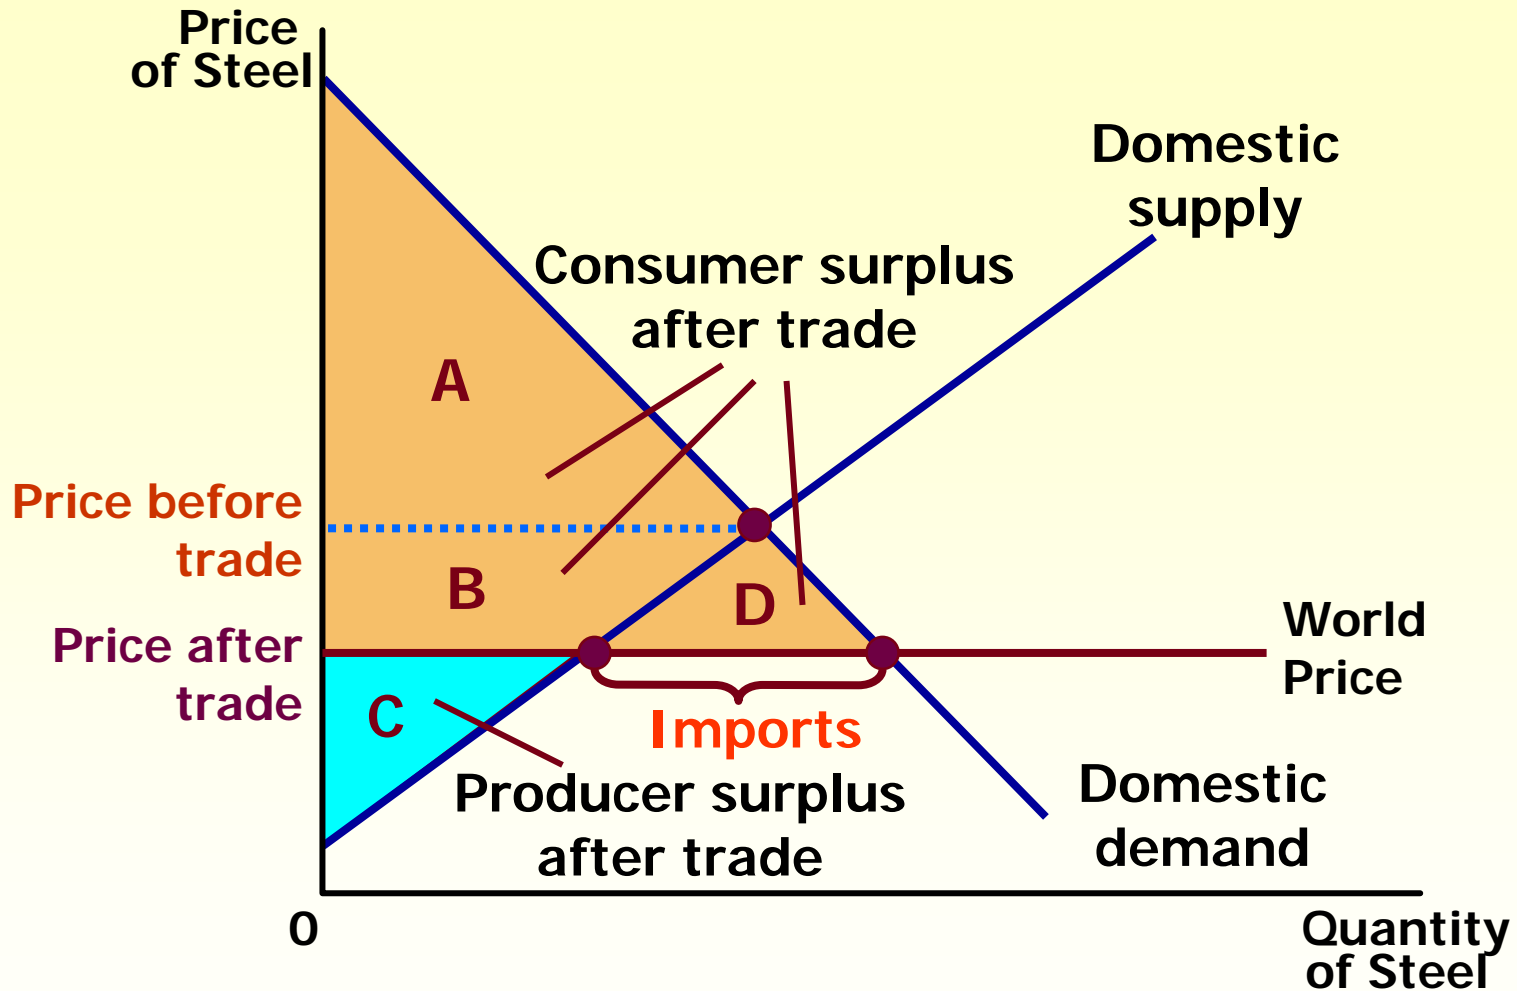 Price
of Steel
Domestic
supply
Consumer surplus
after trade
A
Price before
trade
B
D
Price after
trade
World
Price
C
Imports
Producer surplus
after trade
Domestic
demand
0
Quantity
of Steel